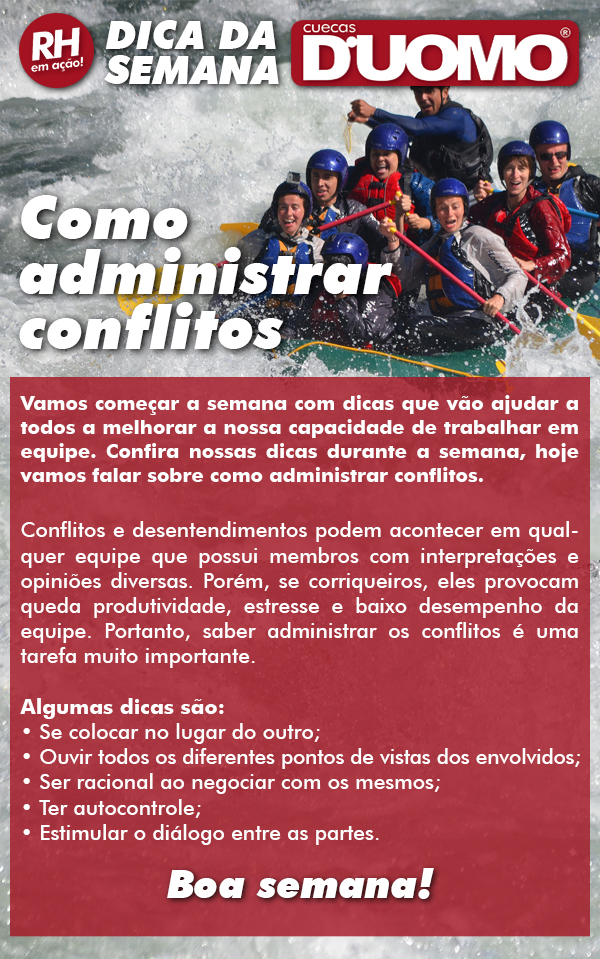 RH
em ação!
DICA DA
SEMANA
CUECAS
D'UOMO®
Como
administrar
conflitos
Vamos começar a semana com dicas que vão ajudar a
todos a melhorar a nossa capacidade de trabalhar em
equipe. Confira nossas dicas durante a semana, hoje
vamos falar sobre como administrar conflitos.
Conflitos e desentendimentos podem acontecer em qual-
quer equipe que possui membros com interpretações e
opiniões diversas. Porém, se corriqueiros, eles provocam
queda produtividade, estresse e baixo desempenho da
equipe. Portanto, saber administrar os conflitos é uma
tarefa muito importante.
Algumas dicas são:
• Se colocar no lugar do outro;
• Ouvir todos os diferentes pontos de vistas dos envolvidos;
• Ser racional ao negociar com os mesmos;
• Ter autocontrole;
• Estimular o diálogo entre as partes.
Boa semana!